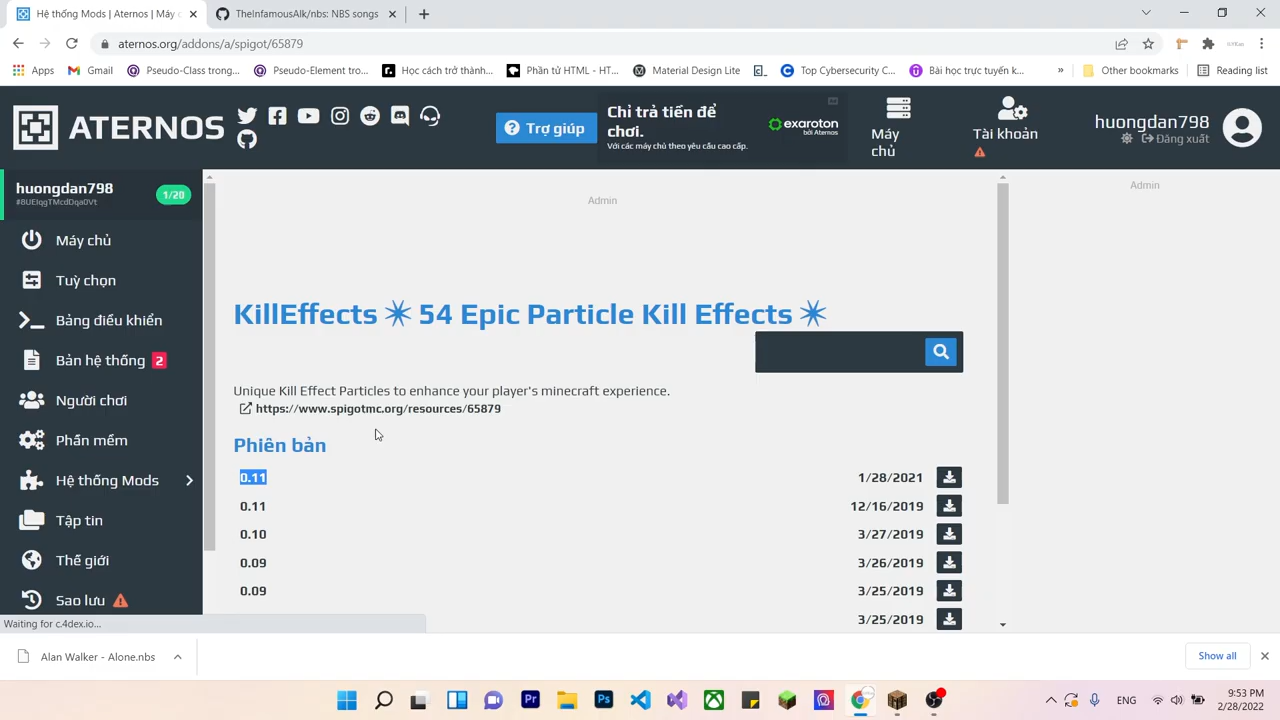 Hệ thống Mods | Aternos | Máy c
TheInfamousAlk/nbs: NBS songs
aternos.org/addons/a/spigot/65879
Apps
Gmail
Pseudo-Class trong...
Pseudo-Element tro...
Học cách trở thành...
Phần tử HTML - HT...
Material Design Lite
Top Cybersecurity C...
Bài học trực tuyến k...
»
Other bookmarks
Reading list
ATERNOS
Trợ giúp
Chỉ trả tiền để
chơi.
Với các máy chủ theo yêu cầu cao cấp.
exaroton
bởi Aternos
Ad
Máy
chủ
Tài khoản
huongdan798
Đăng xuất
huongdan798
1/20
Máy chủ
Tuỳ chọn
Bảng điều khiển
Bản hệ thống 2
Người chơi
Phần mềm
Hệ thống Mods
Tập tin
Thế giới
Sao lưu
Admin
Admin
KillEffects ✴ 54 Epic Particle Kill Effects ✴
Unique Kill Effect Particles to enhance your player's minecraft experience.
https://www.spigotmc.org/resources/65879
Phiên bản
0.11 1/28/2021
0.11 12/16/2019
0.10 3/27/2019
0.09 3/26/2019
0.09 3/25/2019
3/25/2019
Waiting for c.4dex.io...
Alan Walker - Alone.nbs
Show all
Pr
Ps
ENG
9:53 PM
2/28/2022